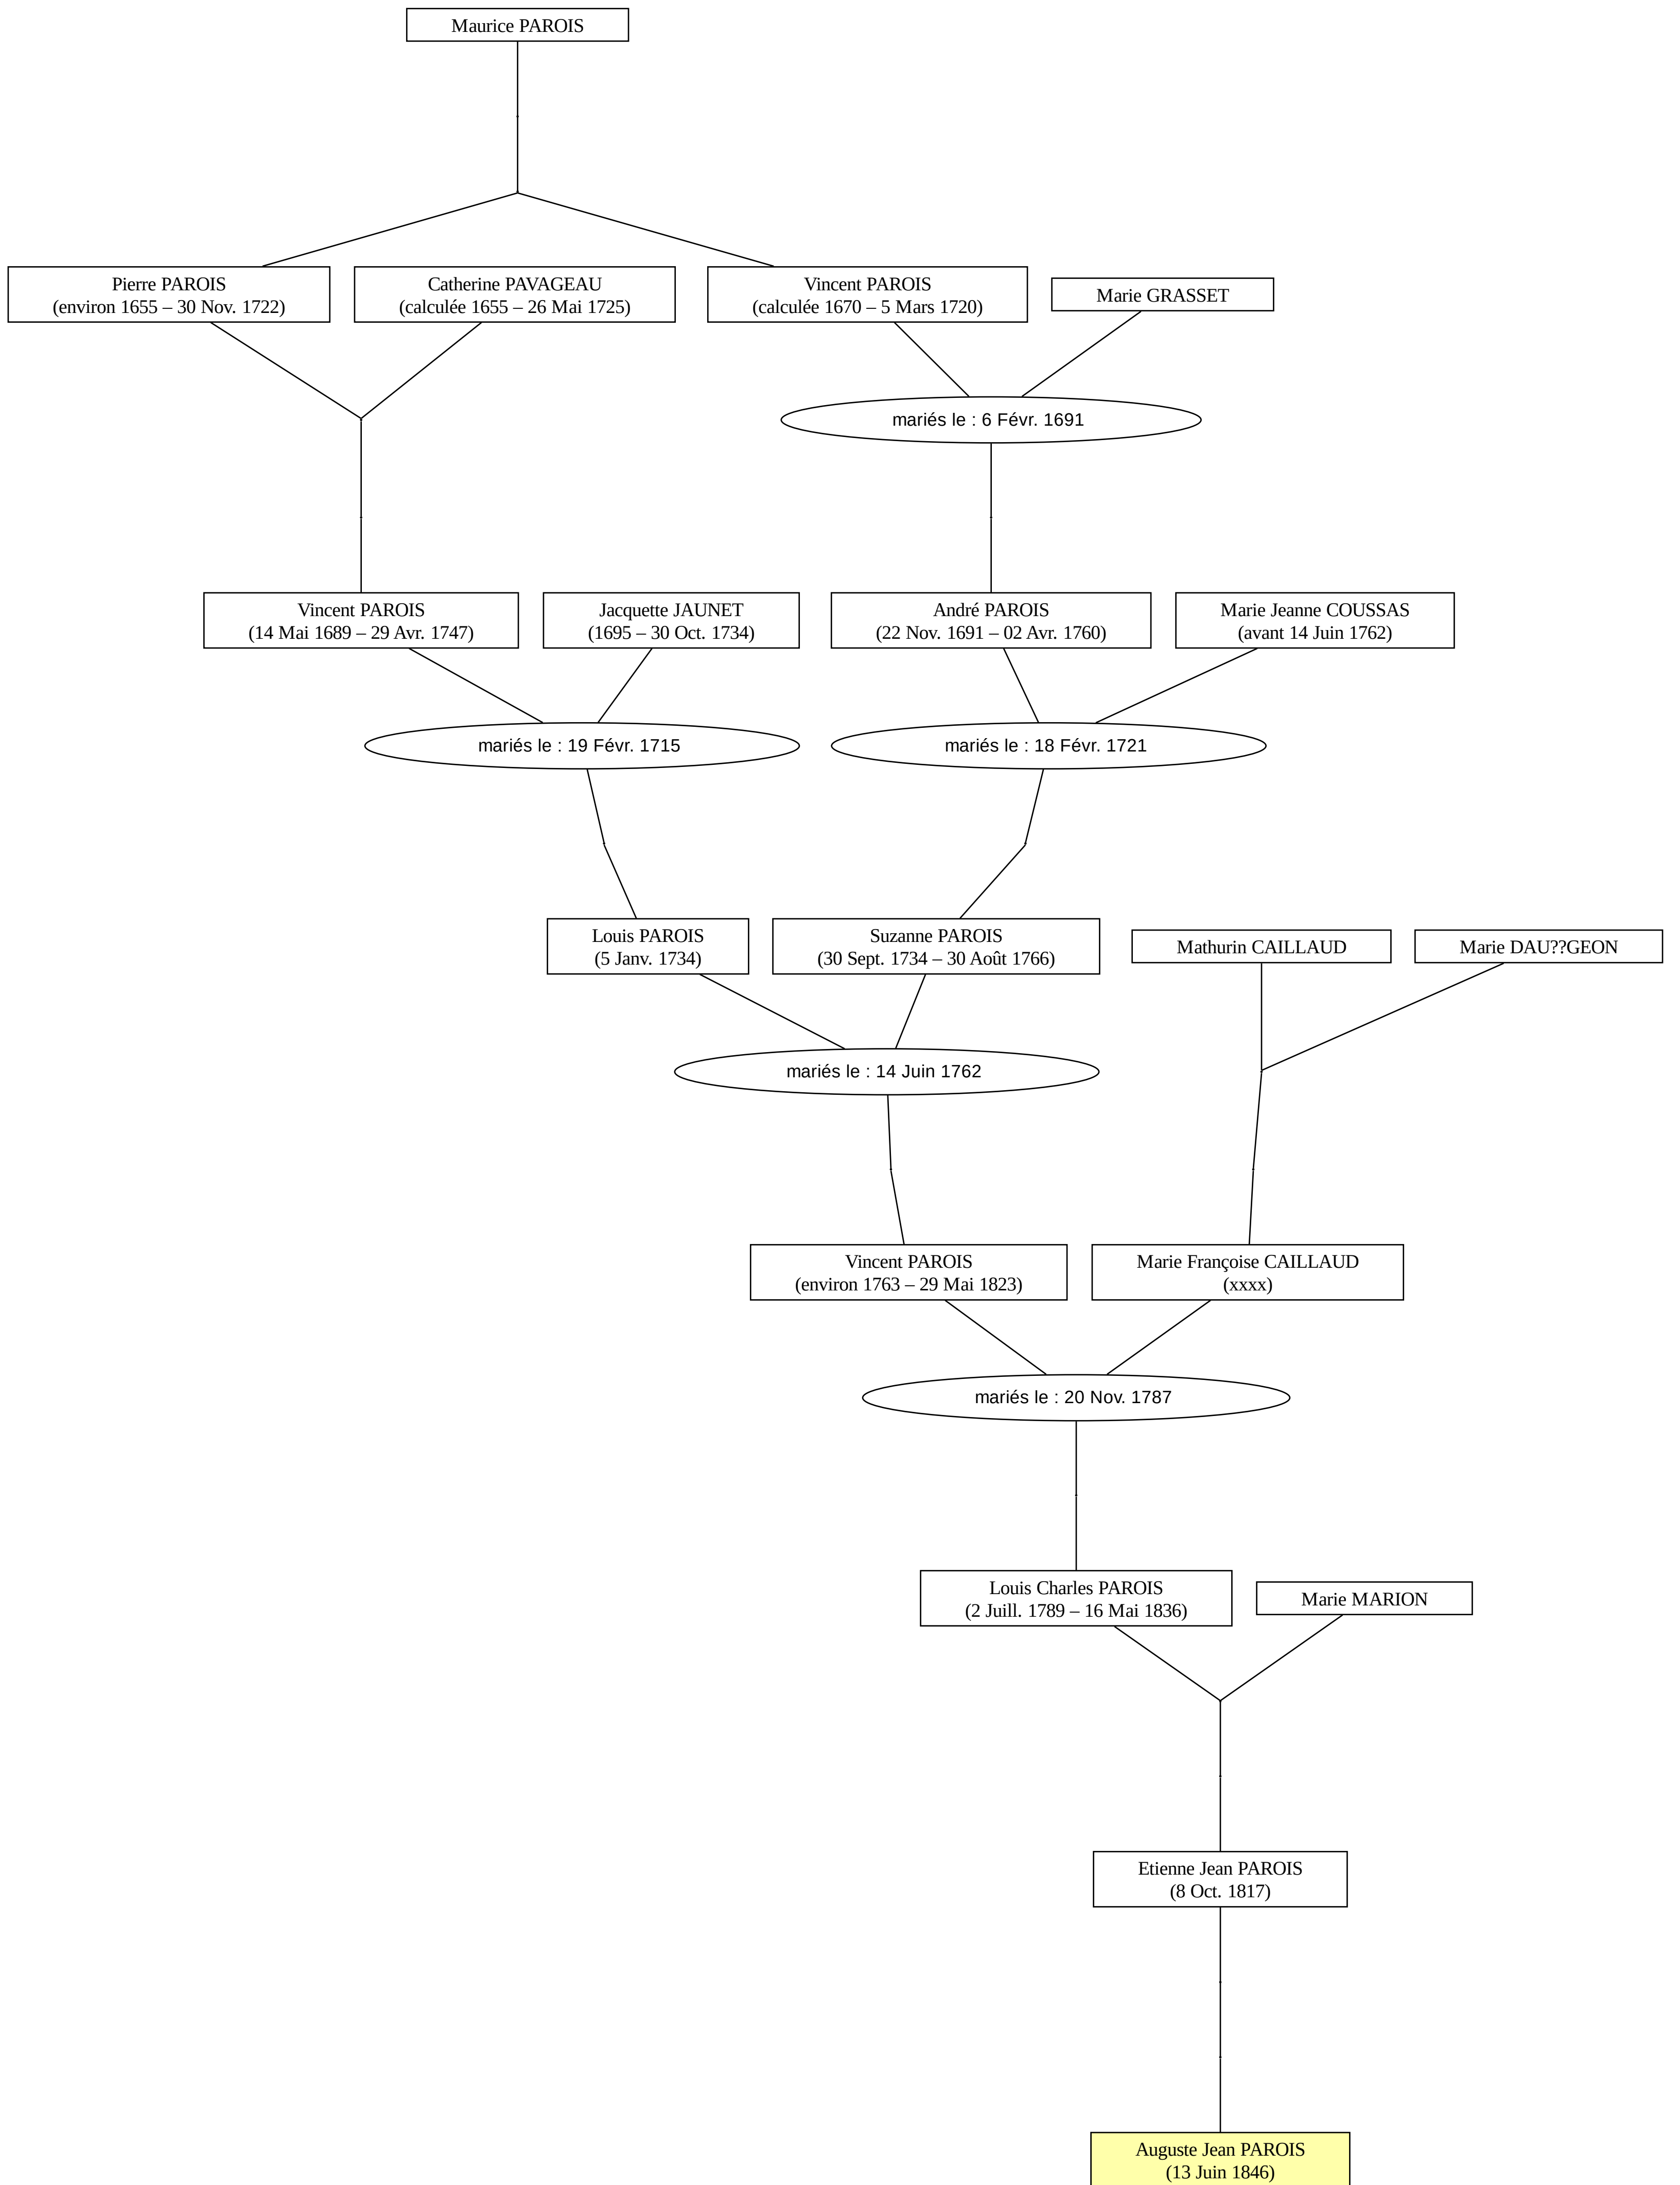 Maurice PAROIS
Pierre PAROIS
(environ 1655 – 30 Nov. 1722)
Catherine PAVAGEAU
(calculée 1655 – 26 Mai 1725)
Vincent PAROIS
(calculée 1670 – 5 Mars 1720)
Marie GRASSET
mariés le : 6 Févr. 1691
Vincent PAROIS
(14 Mai 1689 – 29 Avr. 1747)
Jacquette JAUNET
(1695 – 30 Oct. 1734)
André PAROIS
(22 Nov. 1691 – 02 Avr. 1760)
Marie Jeanne COUSSAS
(avant 14 Juin 1762)
mariés le : 19 Févr. 1715
mariés le : 18 Févr. 1721
Louis PAROIS
(5 Janv. 1734)
Suzanne PAROIS
(30 Sept. 1734 – 30 Août 1766)
Mathurin CAILLAUD
Marie DAU??GEON
mariés le : 14 Juin 1762
Vincent PAROIS
(environ 1763 – 29 Mai 1823)
Marie Françoise CAILLAUD
(xxxx)
mariés le : 20 Nov. 1787
Louis Charles PAROIS
(2 Juill. 1789 – 16 Mai 1836)
Marie MARION
Etienne Jean PAROIS
(8 Oct. 1817)
Auguste Jean PAROIS
(13 Juin 1846)